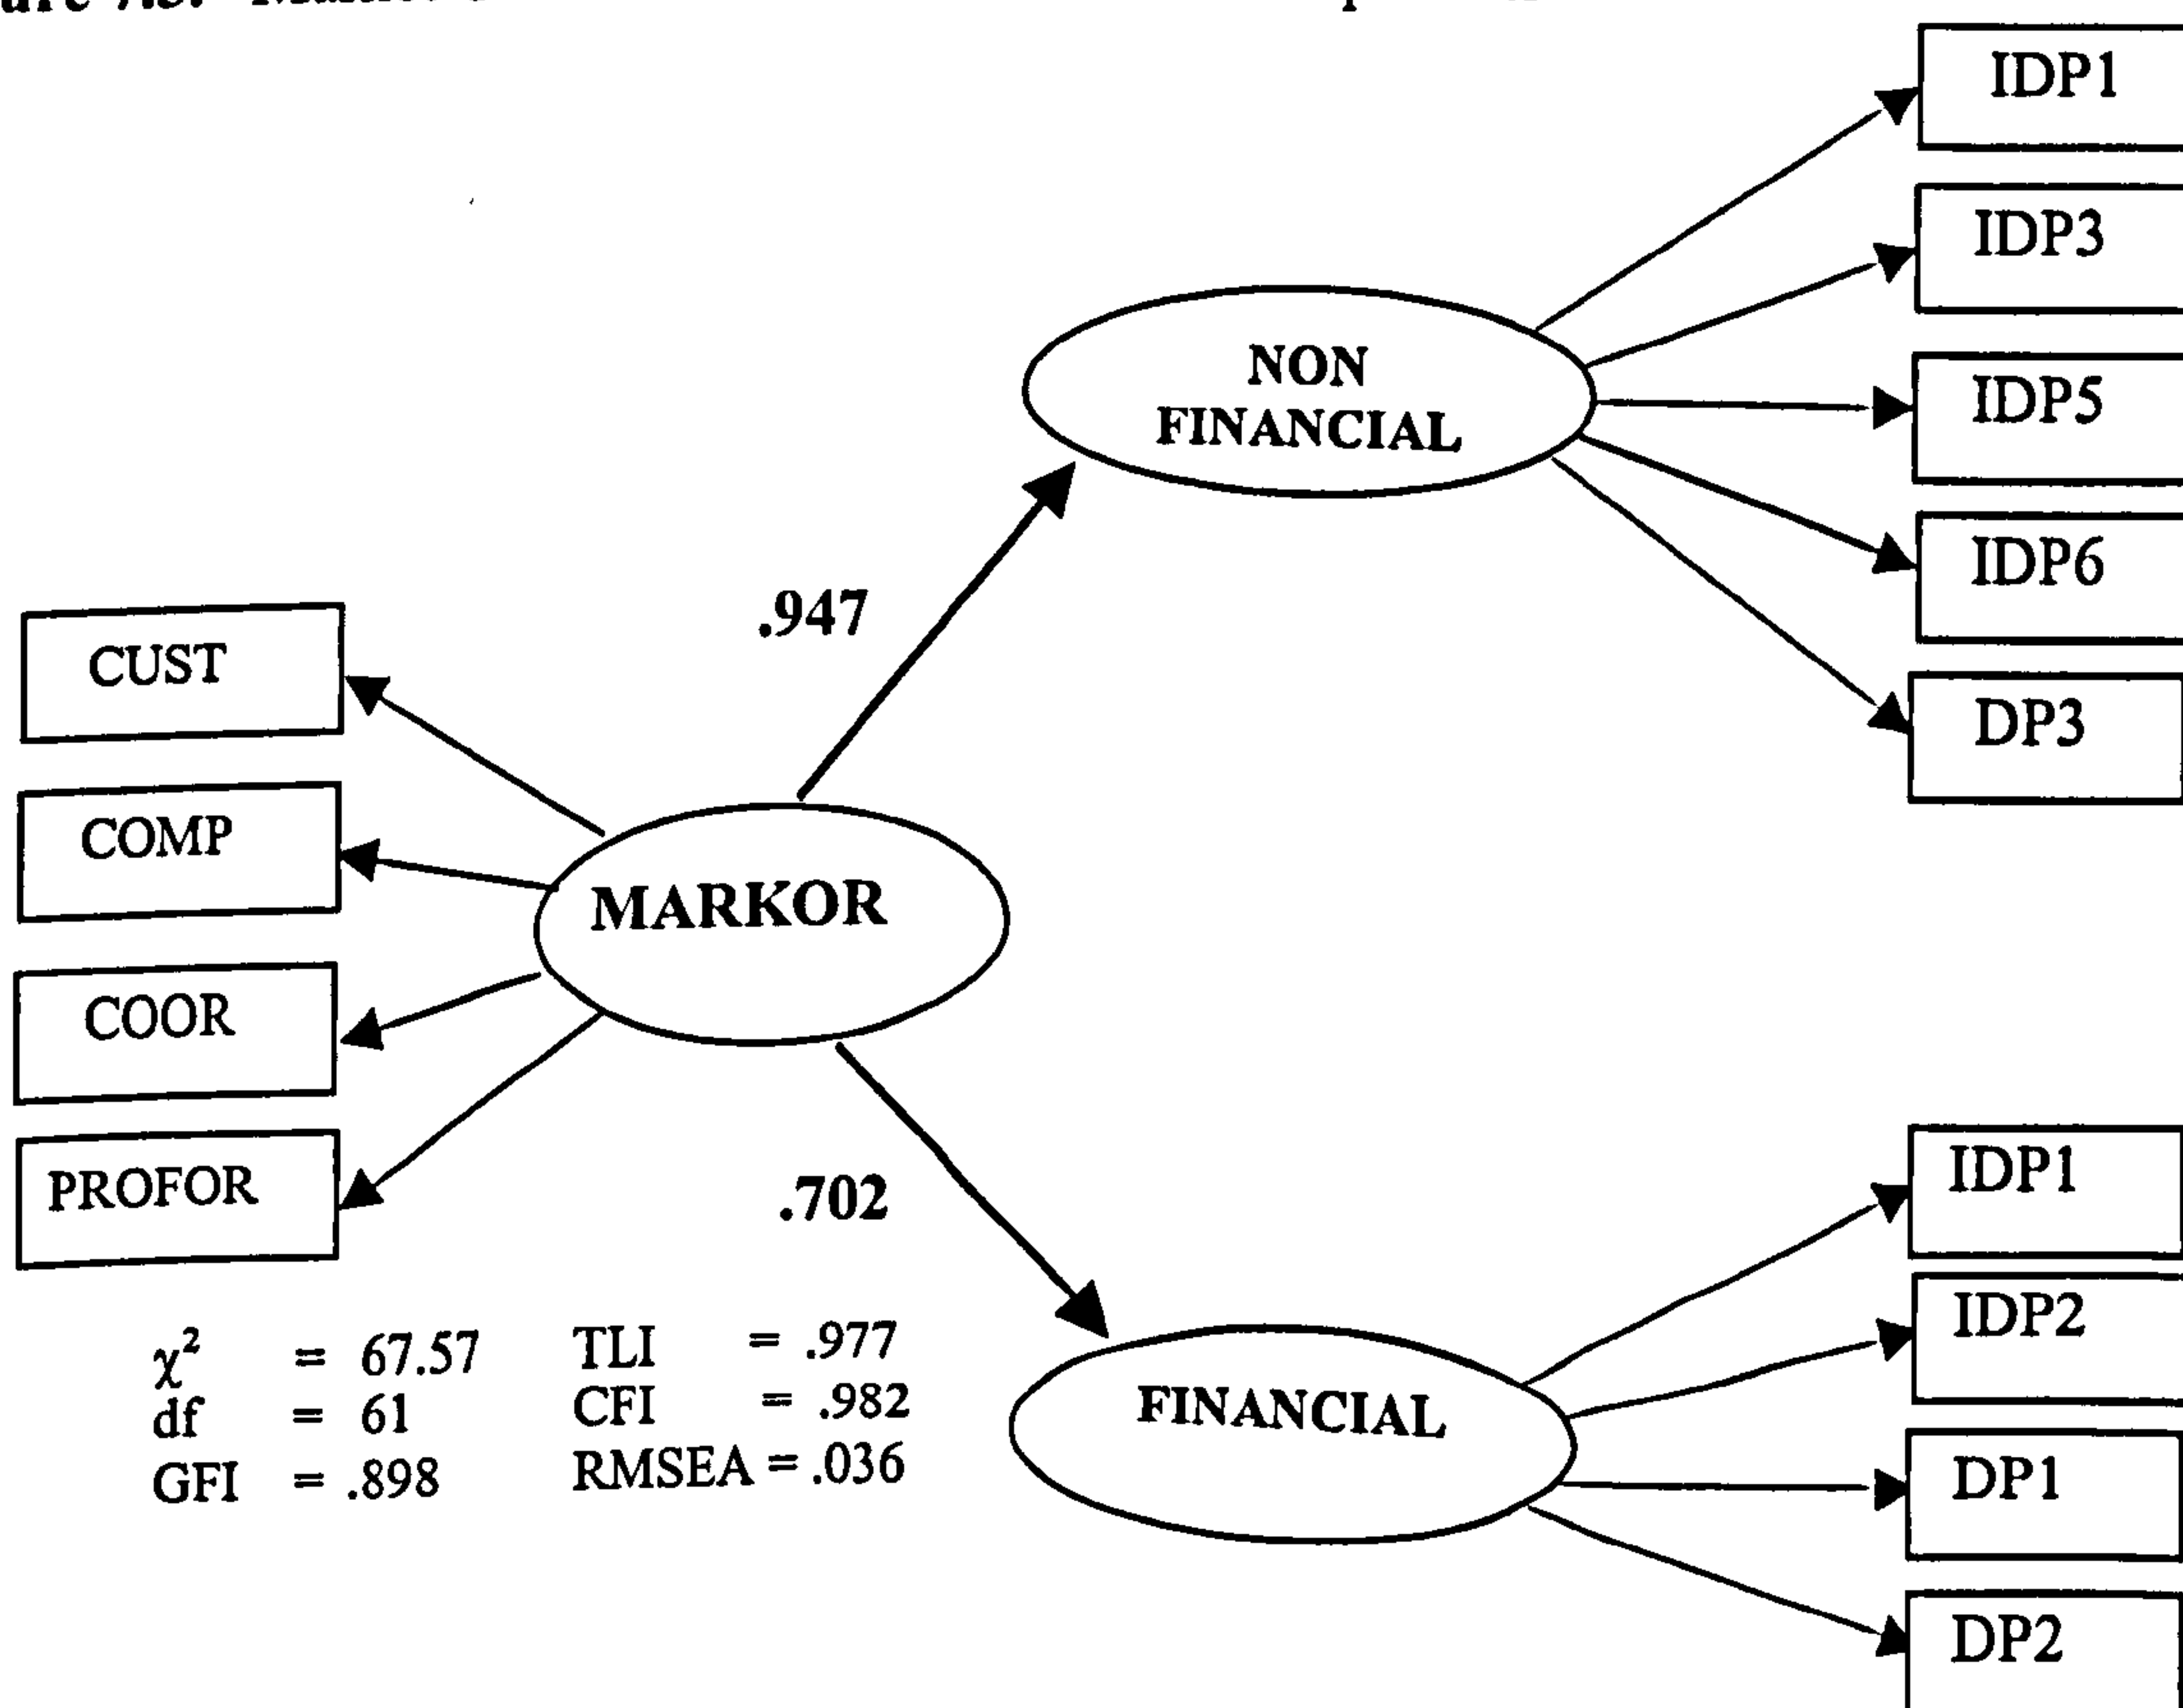 IDP1
IDP3
NON
FINANCIAL
IDP5
IDP6
.947
CUST
DP3
COMP
MARKOR
COOR
PROFOR
.702
IDP1
IDP2
χ² = 67.57 TLI = .977
df = 61 CFI = .982
GFI = .898 RMSEA = .036
FINANCIAL
DP1
DP2